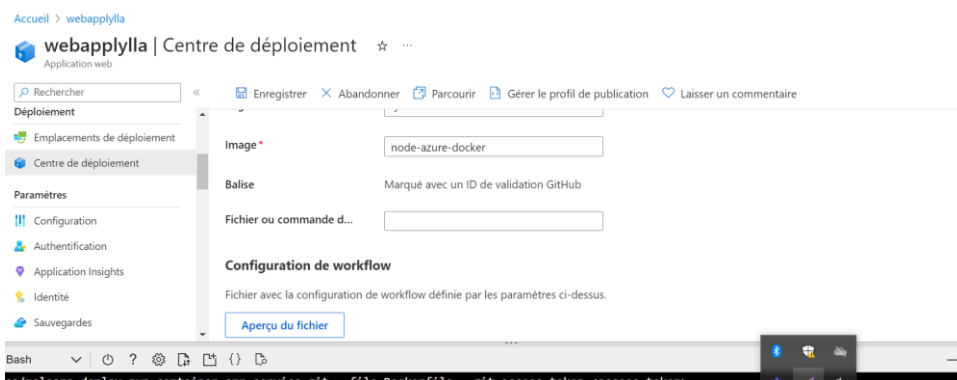 Accueil > webapplylla
webapplylla | Centre de déploiement
Application web
Rechercher
Enregistrer Abandonner Parcourir Gérer le profil de publication Laisser un commentaire
Déploiement
Emplacements de déploiement
Centre de déploiement
Paramètres
Configuration
Authentification
Application Insights
Identité
Sauvegardes
Image *
node-azure-docker
Balise
Marqué avec un ID de validation GitHub
Fichier ou commande d...
Configuration de workflow
Fichier avec la configuration de workflow définie par les paramètres ci-dessus.
Aperçu du fichier
Bash